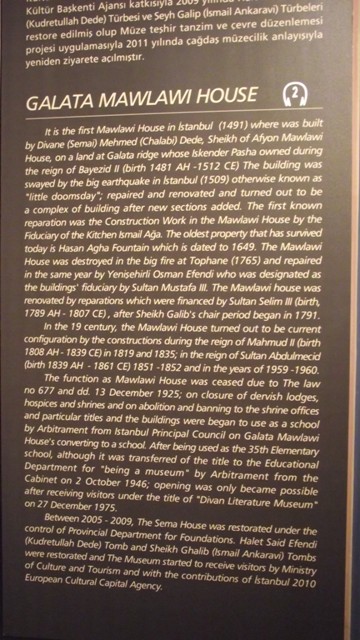 Kültür Başkenti Ajansı katkısıyla 2009 yılında
(Kudretullah Dede) Türbesi ve Şeyh Galip (İsmail Ankaravi) Türbeleri
restore edilmiş olup Müze teşhir tanzim ve çevre düzenlemesi
projesi uygulamasıyla 2011 yılında çağdaş müzecilik anlayışıyla
yeniden ziyarete açılmıştır.
GALATA MAWLAWI HOUSE 2
It is the first Mawlawi House in İstanbul (1491) where was built
by Divane (Semai) Mehmed (Chalabi) Dede, Sheikh of Afyon Mawlawi
House, on a land at Galata ridge whose Iskender Pasha owned during
the reign of Bayezid II (birth 1481 AH -1512 CE) The building was
swayed by the big earthquake in İstanbul (1509) otherwise known as
"little doomsday"; repaired and renovated and turned out to be
a complex of building after new sections added. The first known
reparation was the Construction Work in the Mawlawi House by the
Fiduciary of the Kitchen Ismail Ağa. The oldest property that has survived
today is Hasan Agha Fountain which is dated to 1649. The Mawlawi
House was destroyed in the big fire at Tophane (1765) and repaired
in the same year by Yenişehirli Osman Efendi who was designated as
the buildings' fiduciary by Sultan Mustafa III. The Mawlawi house was
renovated by reparations which were financed by Sultan Selim III (birth,
1789 AH - 1807 CE) , after Sheikh Galib's chair period began in 1791.
In the 19 century, the Mawlawi House turned out to be current
configuration by the constructions during the reign of Mahmud II (birth
1808 AH - 1839 CE) in 1819 and 1835; in the reign of Sultan Abdulmecid
(birth 1839 AH - 1861 CE) 1851 -1852 and in the years of 1959 -1960.
The function as Mawlawi House was ceased due to The law
no 677 and dd. 13 December 1925; on closure of dervish lodges,
hospices and shrines and on abolition and banning to the shrine offices
and particular titles and the buildings were began to use as a school
by Arbitrament from Istanbul Principal Council on Galata Mawlawi
House's converting to a school. After being used as the 35th Elementary
school, although it was transferred of the title to the Educational
Department for "being a museum" by Arbitrament from the
Cabinet on 2 October 1946; opening was only became possible
after receiving visitors under the title of "Divan Literature Museum"
on 27 December 1975.
Between 2005 - 2009, The Sema House was restored under the
control of Provincial Department for Foundations. Halet Said Efendi
(Kudretullah Dede) Tomb and Sheikh Ghalib (Ismail Ankaravi) Tombs
were restorated and The Museum started to receive visitors by Ministry
of Culture and Tourism and with the contributions of İstanbul 2010
European Cultural Capital Agency.